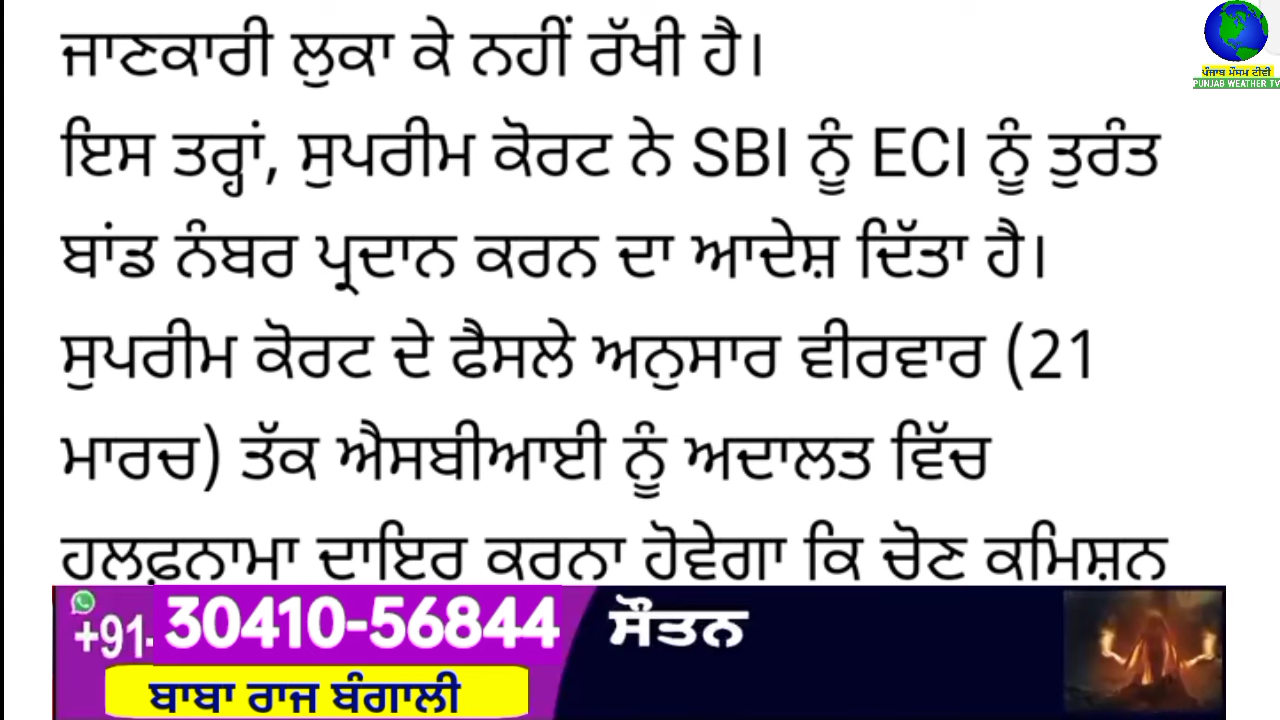 ਜਾਣਕਾਰੀ ਲੁਕਾ ਕੇ ਨਹੀਂ ਰੱਖੀ ਹੈ।
ਇਸ ਤਰ੍ਹਾਂ, ਸੁਪਰੀਮ ਕੋਰਟ ਨੇ SBI ਨੂੰ ECI ਨੂੰ ਤੁਰੰਤ
ਬਾਂਡ ਨੰਬਰ ਪ੍ਰਦਾਨ ਕਰਨ ਦਾ ਆਦੇਸ਼ ਦਿੱਤਾ ਹੈ।
ਸੁਪਰੀਮ ਕੋਰਟ ਦੇ ਫੈਸਲੇ ਅਨੁਸਾਰ ਵੀਰਵਾਰ (21
ਮਾਰਚ) ਤੱਕ ਐਸਬੀਆਈ ਨੂੰ ਅਦਾਲਤ ਵਿੱਚ
ਹਲਫ਼ਨਾਮਾ ਦਾਇਰ ਕਰਨਾ ਹੋਵੇਗਾ ਕਿ ਚੋਣ ਕਮਿਸ਼ਨ
ਪੰਜਾਬ ਮੌਸਮ ਟੀਵੀ
PUNJAB WEATHER TV
+91- 30410-56844
ਸੌਤਨ
ਬਾਬਾ ਰਾਜ ਬੰਗਾਲੀ